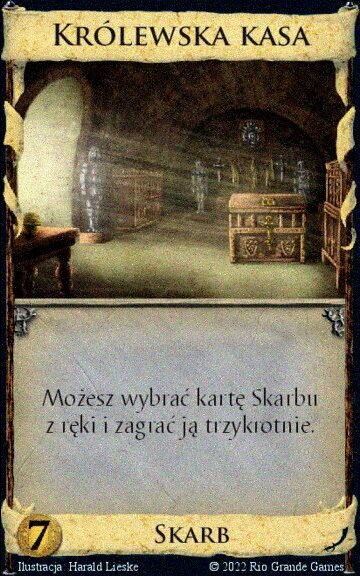 KRÓLEWSKA KASA
Możesz wybrać kartę Skarbu
z ręki i zagrać ją trzykrotnie.
7
SKARB
Ilustracja: Harald Lieske
© 2022 Rio Grande Games